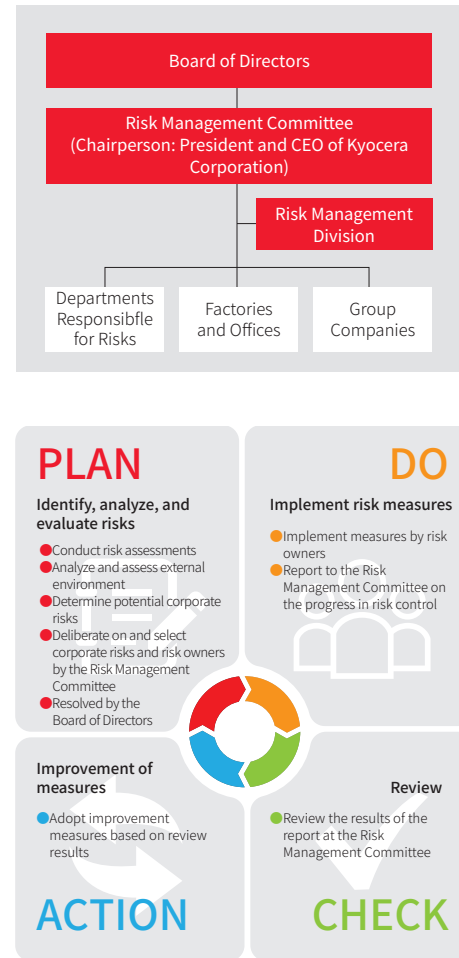 Board of Directors
Risk Management Committee
(Chairperson: President and CEO of Kyocera
Corporation)
Risk Management
Division
Departments
Responsibfle
for Risks
Factories
and Offices
Group
Companies
PLAN
Identify, analyze, and
evaluate risks
●Conduct risk assessments
●Analyze and assess external
environment
●Determine potential corporate
risks
●Deliberate on and select
corporate risks and risk owners
by the Risk Management
Committee
●Resolved by the
Board of Directors
DO
Implement risk measures
●Implement measures by risk
owners
●Report to the Risk
Management Committee on
the progress in risk control
Improvement of
measures
●Adopt improvement
measures based on review
results
ACTION
Review
●Review the results of the
report at the Risk
Management Committee
CHECK